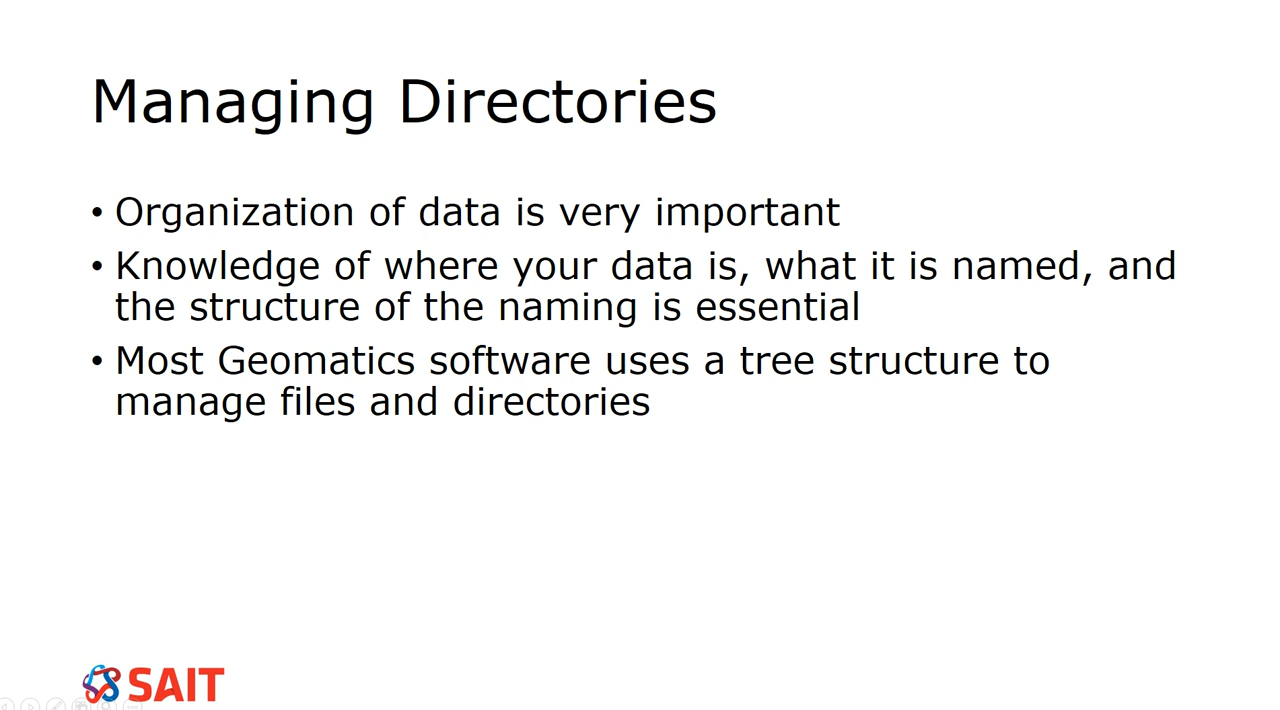 Managing Directories
• Organization of data is very important
• Knowledge of where your data is, what it is named, and
the structure of the naming is essential
• Most Geomatics software uses a tree structure to
manage files and directories
SAIT